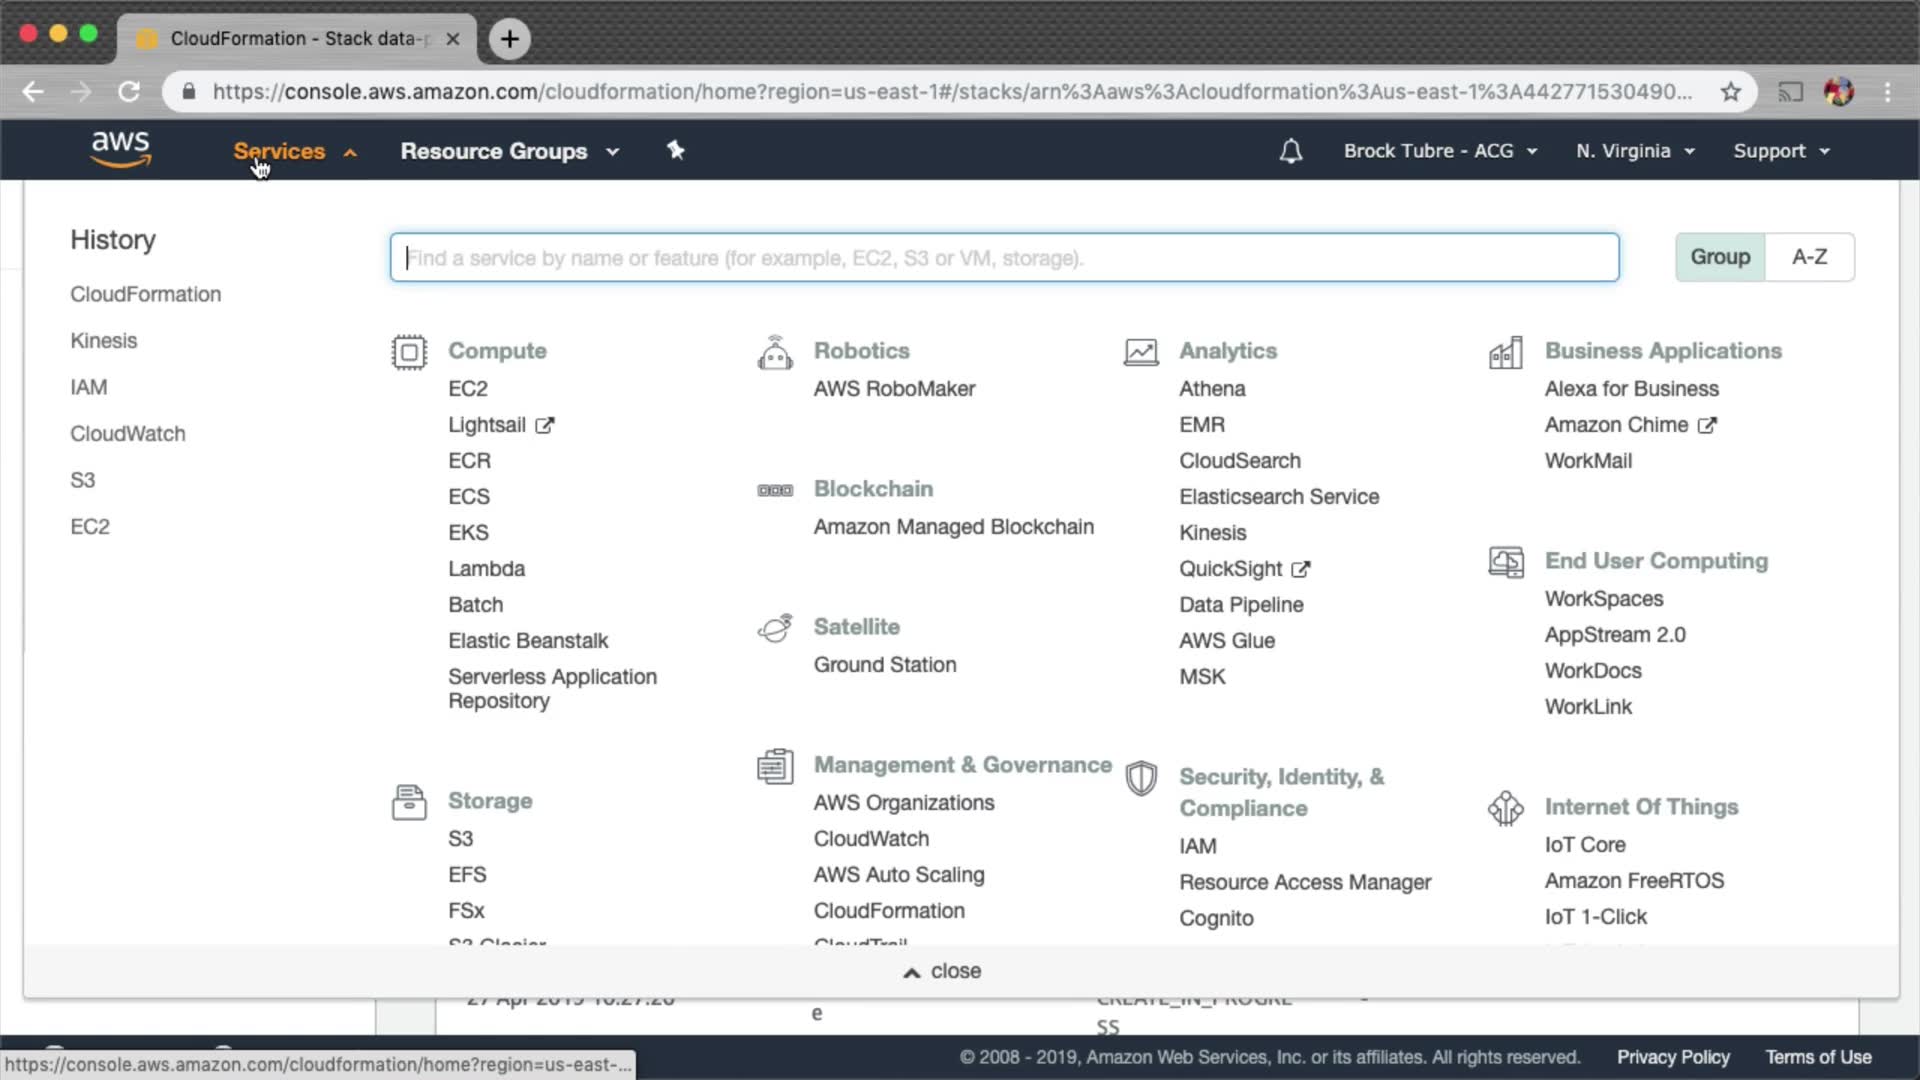 CloudFormation - Stack data-p
https://console.aws.amazon.com/cloudformation/home?region=us-east-1#/stacks/arn%3Aaws%3Acloudformation%3Aus-east-1%3A442771530490...
aws
Services
Resource Groups
Brock Tubre - ACG
N. Virginia
Support
History
CloudFormation
Kinesis
IAM
CloudWatch
S3
EC2
Find a service by name or feature (for example, EC2, S3 or VM, storage).
Group
A-Z
Compute
EC2
Lightsail
ECR
ECS
EKS
Lambda
Batch
Elastic Beanstalk
Serverless Application
Repository
Storage
S3
EFS
FSx
S3 Glacier
Robotics
AWS RoboMaker
Blockchain
Amazon Managed Blockchain
Satellite
Ground Station
Management & Governance
AWS Organizations
CloudWatch
AWS Auto Scaling
CloudFormation
CloudTrail
Analytics
Athena
EMR
CloudSearch
Elasticsearch Service
Kinesis
QuickSight
Data Pipeline
AWS Glue
MSK
Security, Identity, &
Compliance
IAM
Resource Access Manager
Cognito
Business Applications
Alexa for Business
Amazon Chime
WorkMail
End User Computing
WorkSpaces
AppStream 2.0
WorkDocs
WorkLink
Internet Of Things
IoT Core
Amazon FreeRTOS
IoT 1-Click
close
e
CREATE_IN_PROGRE
SS
-
https://console.aws.amazon.com/cloudformation/home?region=us-east-...
© 2008 - 2019, Amazon Web Services, Inc. or its affiliates. All rights reserved.
Privacy Policy
Terms of Use